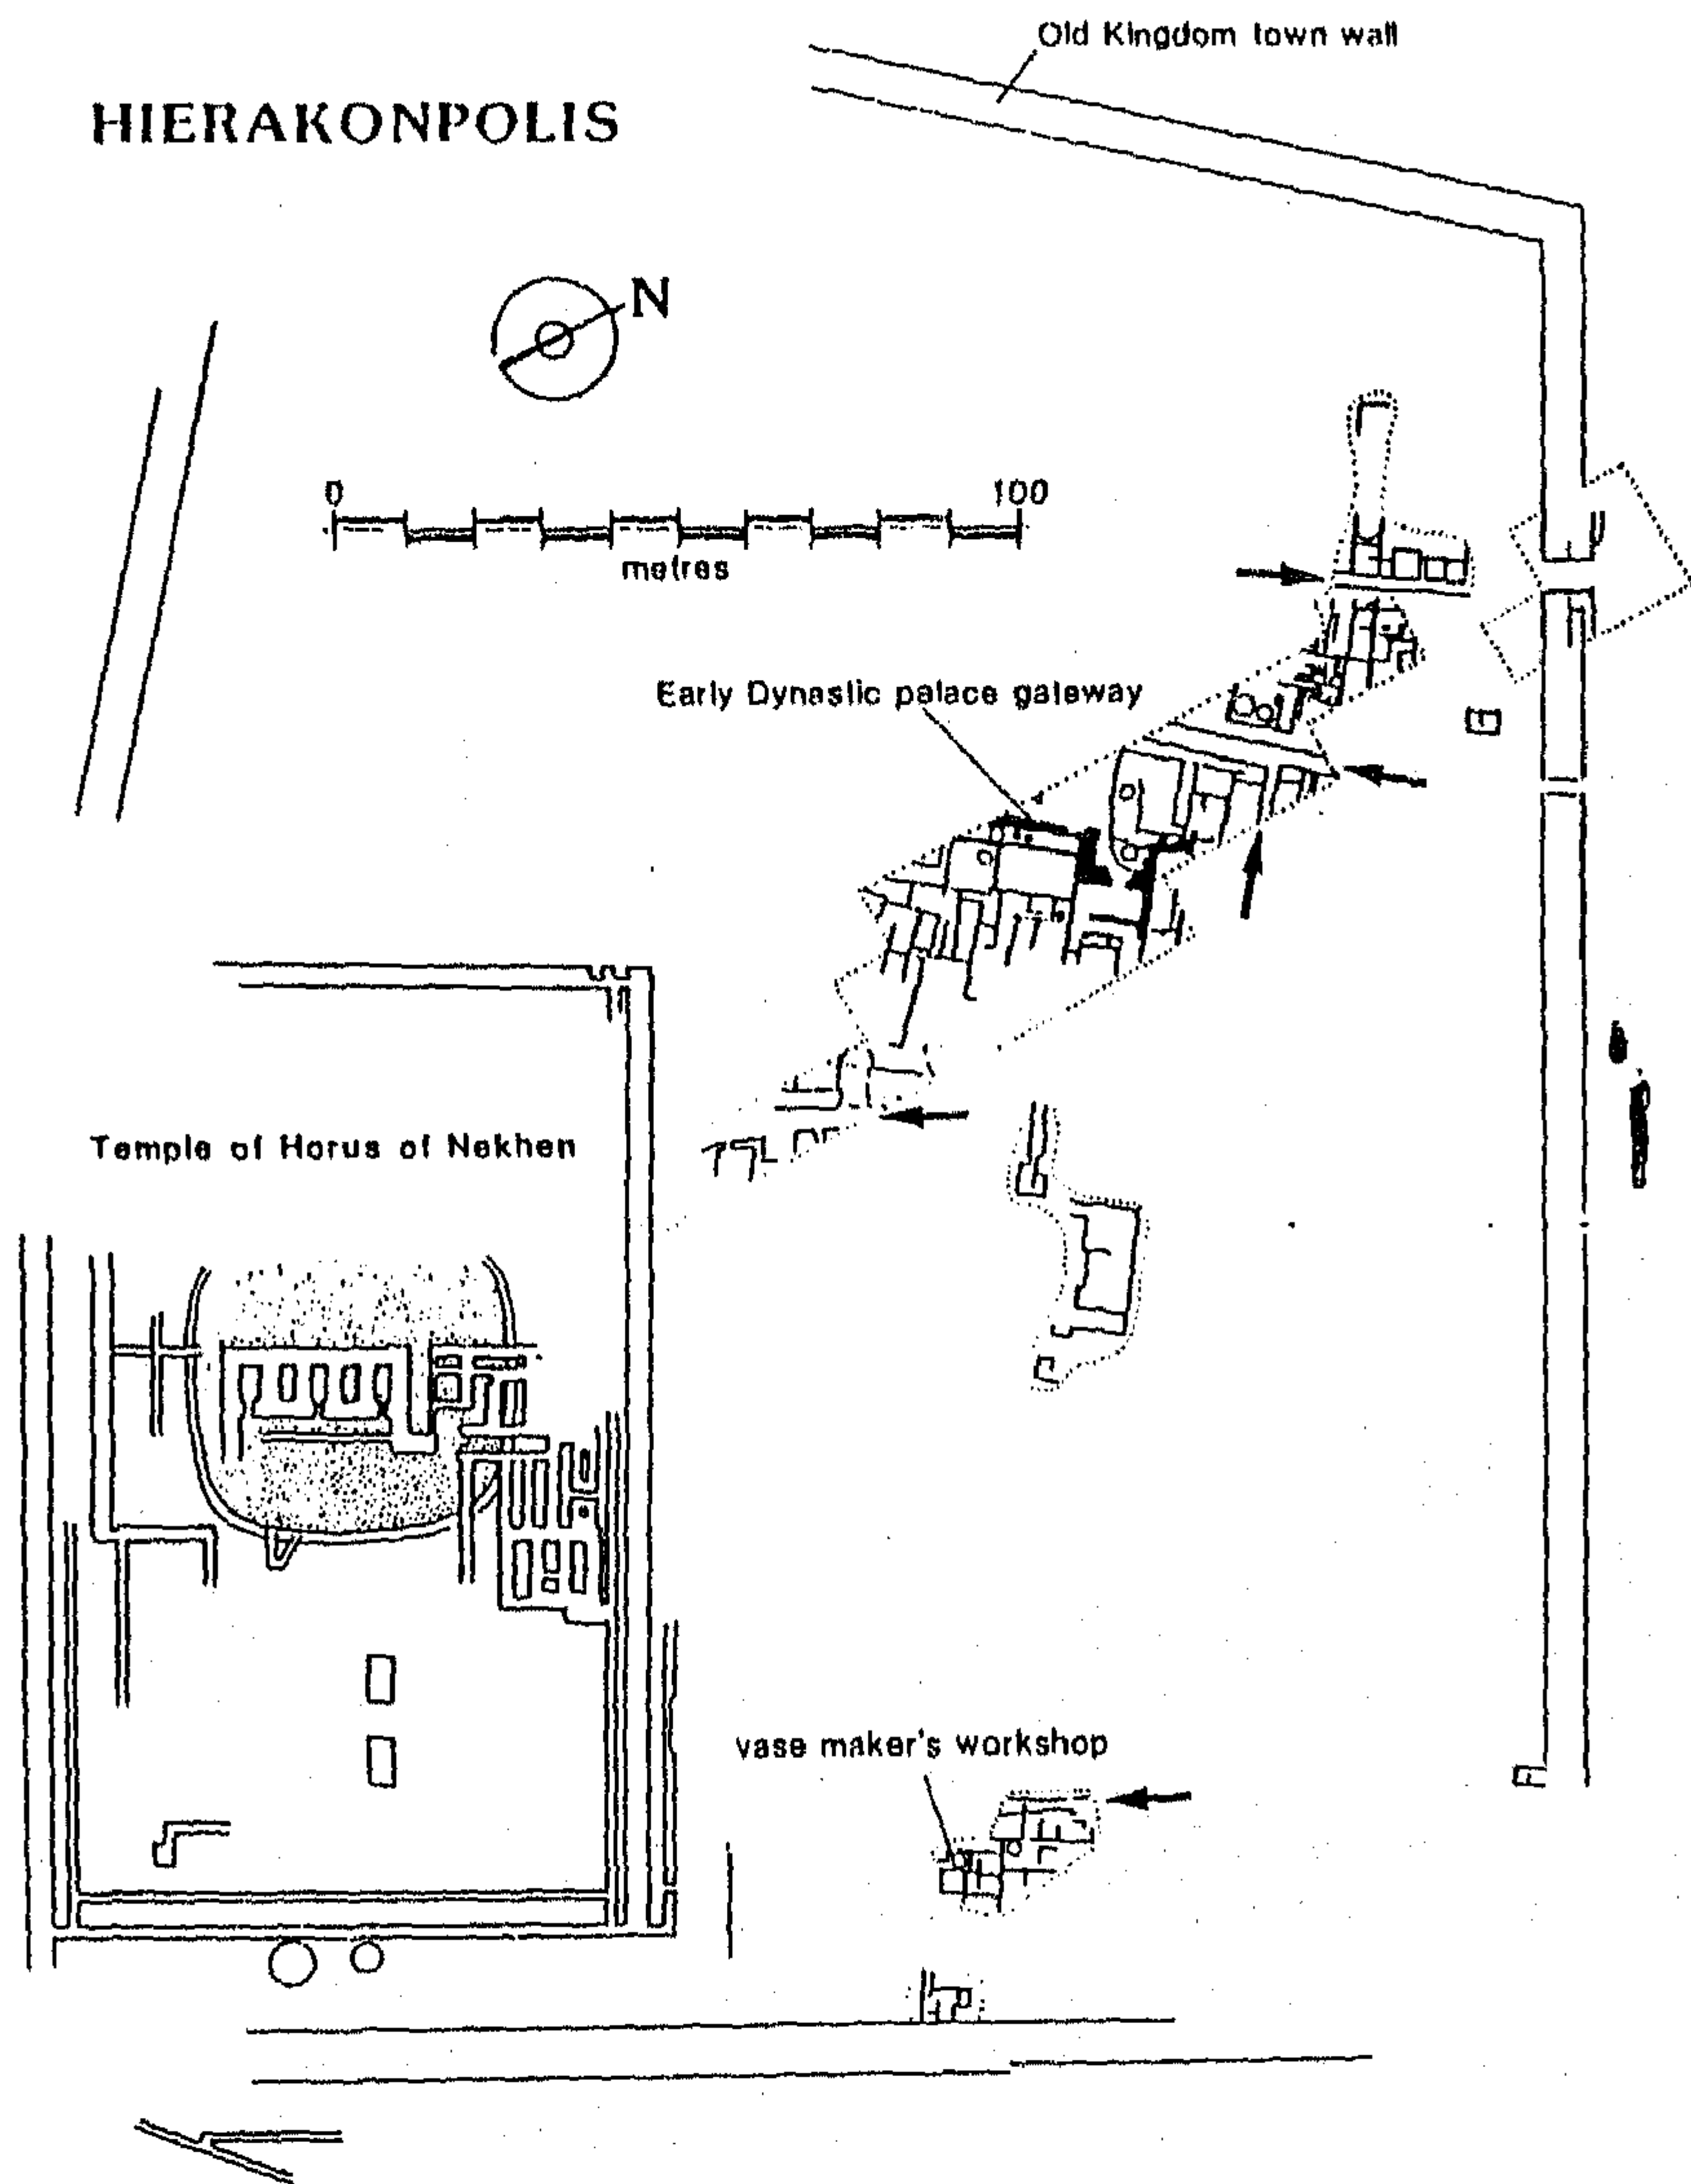 Old Kingdom town wall
HIERAKONPOLIS
N
0 100
metres
Early Dynastic palace gateway
Temple of Horus of Nekhen
vase maker's workshop